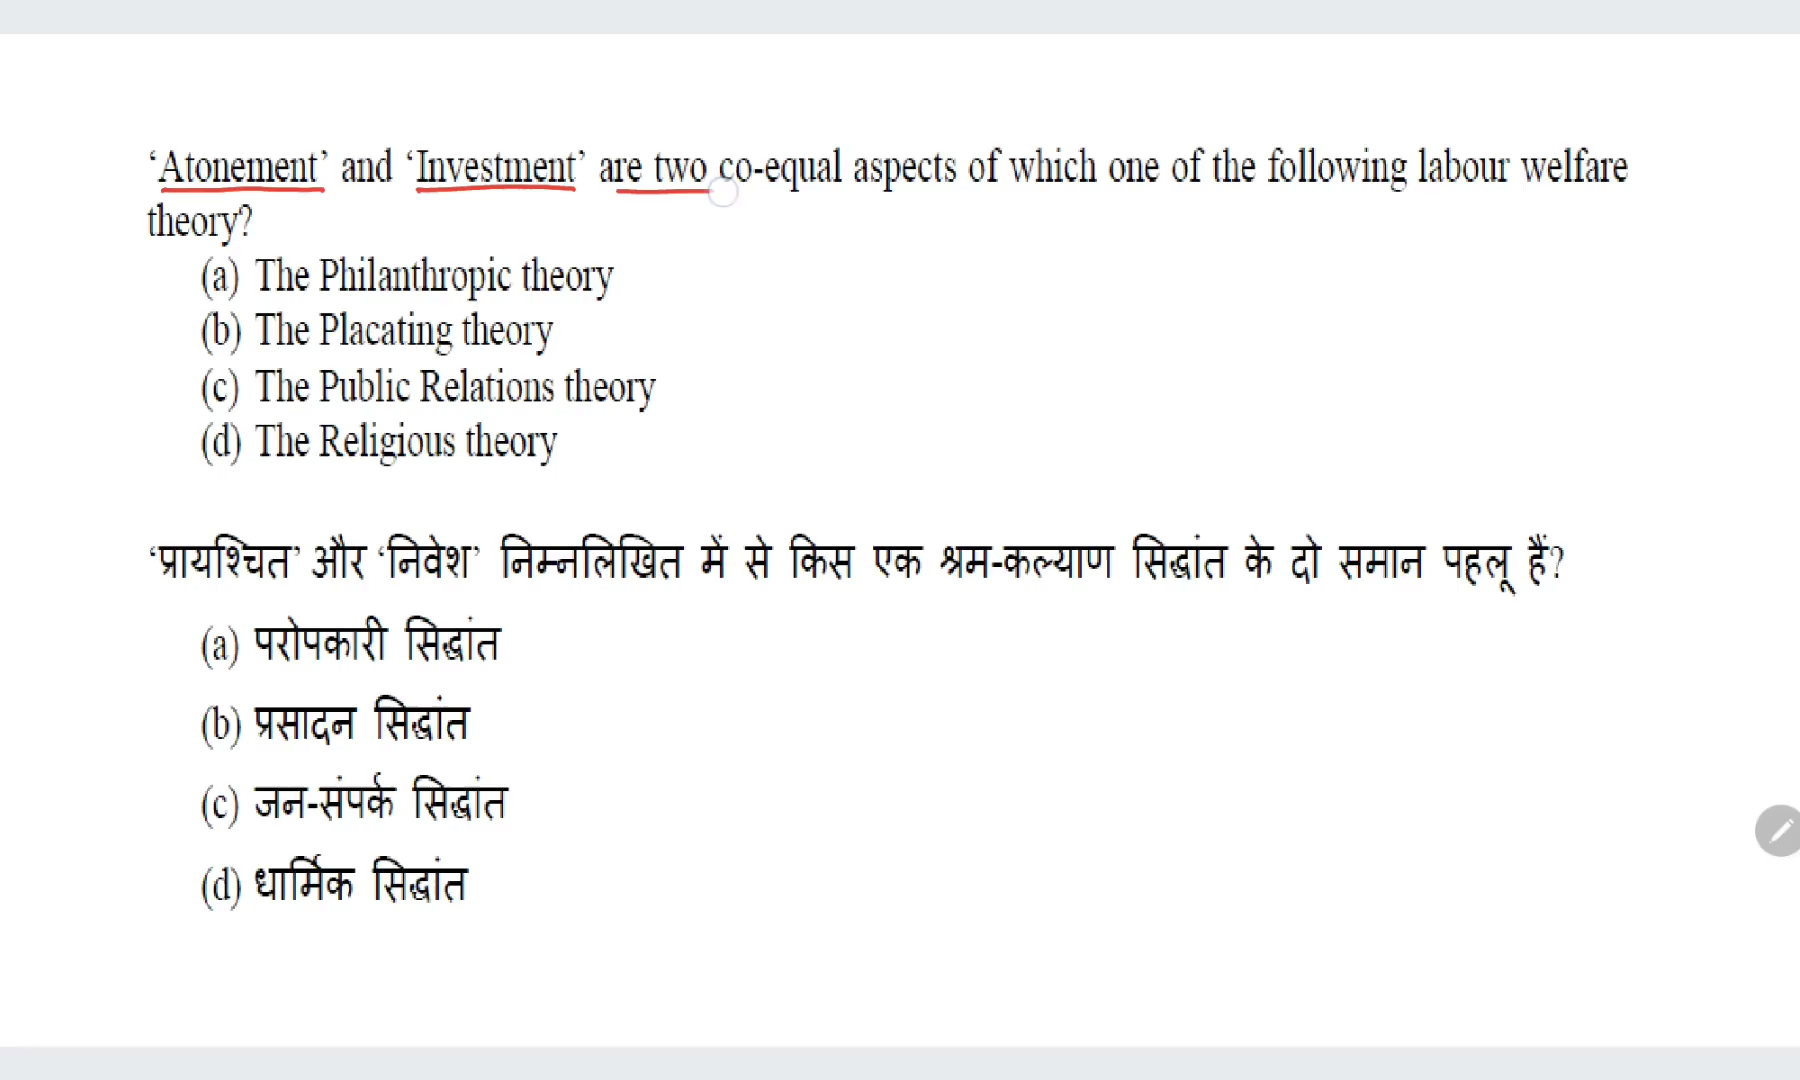 ‘Atonement’ and ‘Investment’ are two co-equal aspects of which one of the following labour welfare
theory?
(a) The Philanthropic theory
(b) The Placating theory
(c) The Public Relations theory
(d) The Religious theory
‘प्रायश्चित’ और ‘निवेश’ निम्नलिखित में से किस एक श्रम-कल्याण सिद्धांत के दो समान पहलू हैं?
(a) परोपकारी सिद्धांत
(b) प्रसादन सिद्धांत
(c) जन-संपर्क सिद्धांत
(d) धार्मिक सिद्धांत